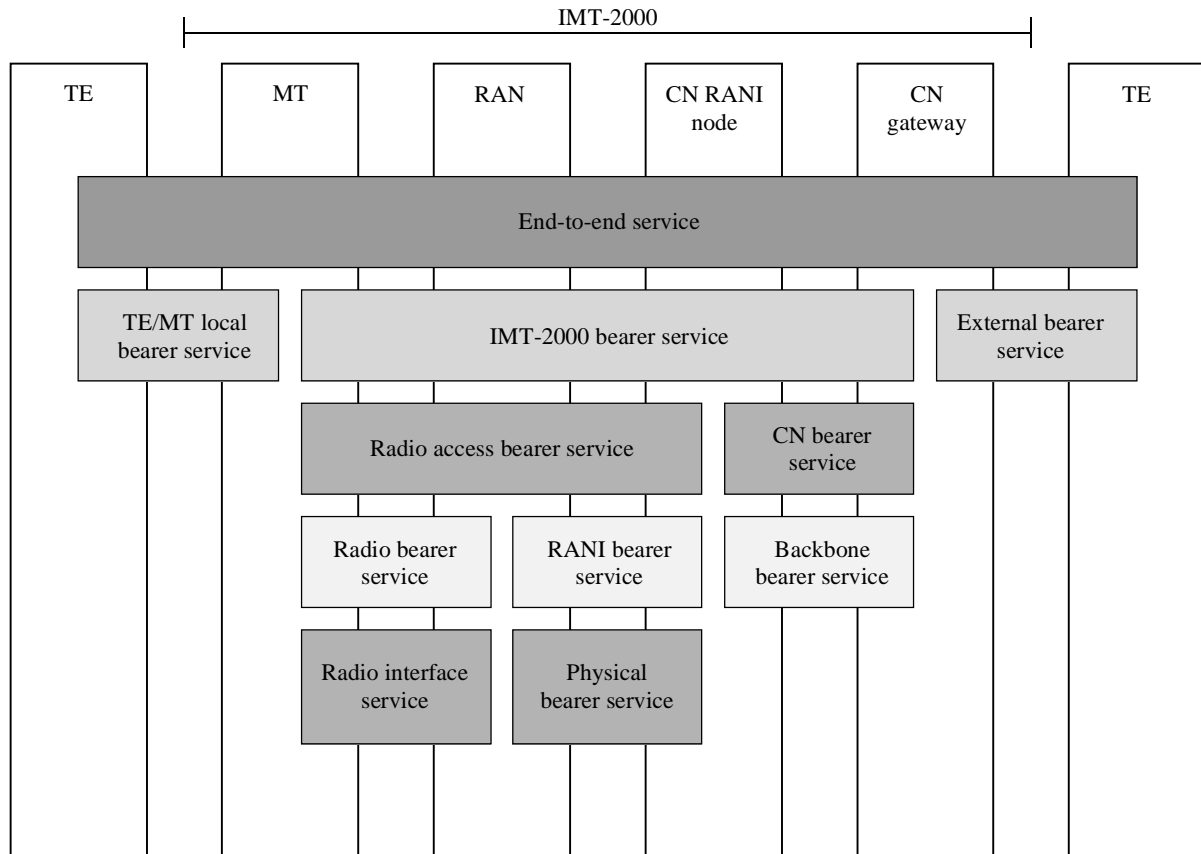 IMT-2000
TE
MT
RAN
CN RANI
node
CN
gateway
TE
End-to-end service
TE/MT local
bearer service
IMT-2000 bearer service
External bearer
service
Radio access bearer service
CN bearer
service
Radio bearer
service
RANI bearer
service
Backbone
bearer service
Radio interface
service
Physical
bearer service